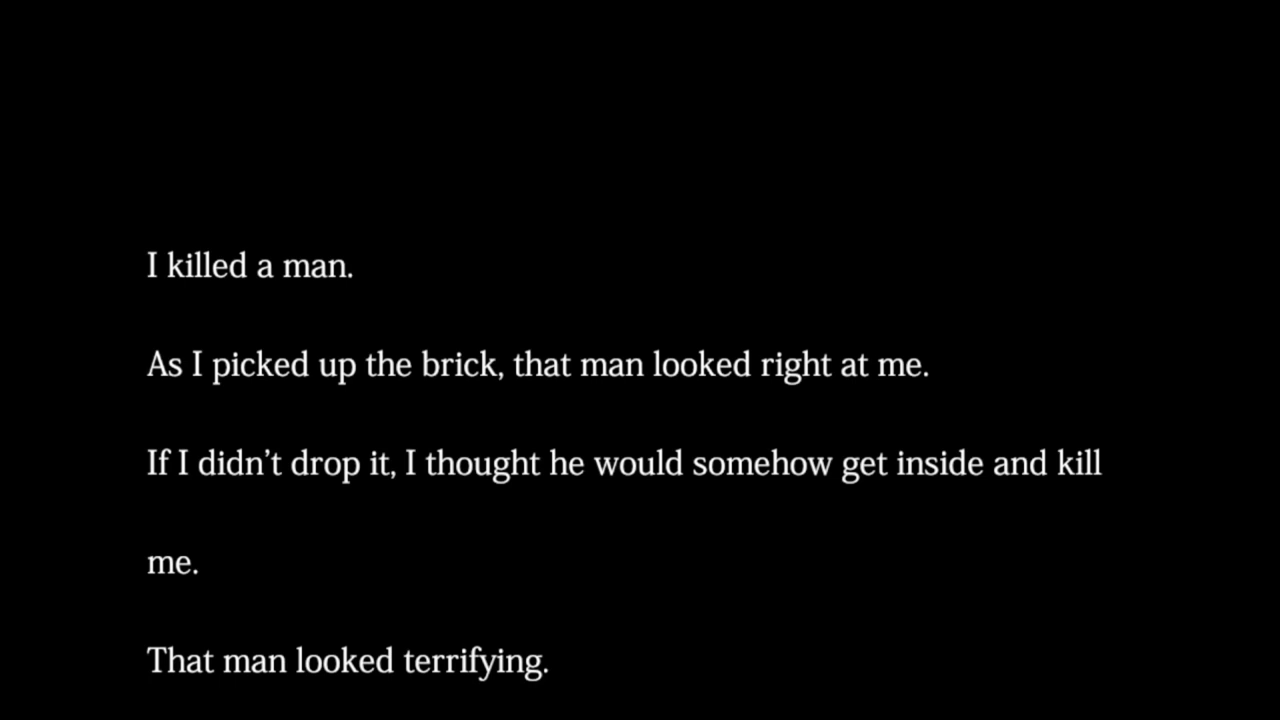 I killed a man.
As I picked up the brick, that man looked right at me.
If I didn’t drop it, I thought he would somehow get inside and kill
me.
That man looked terrifying.